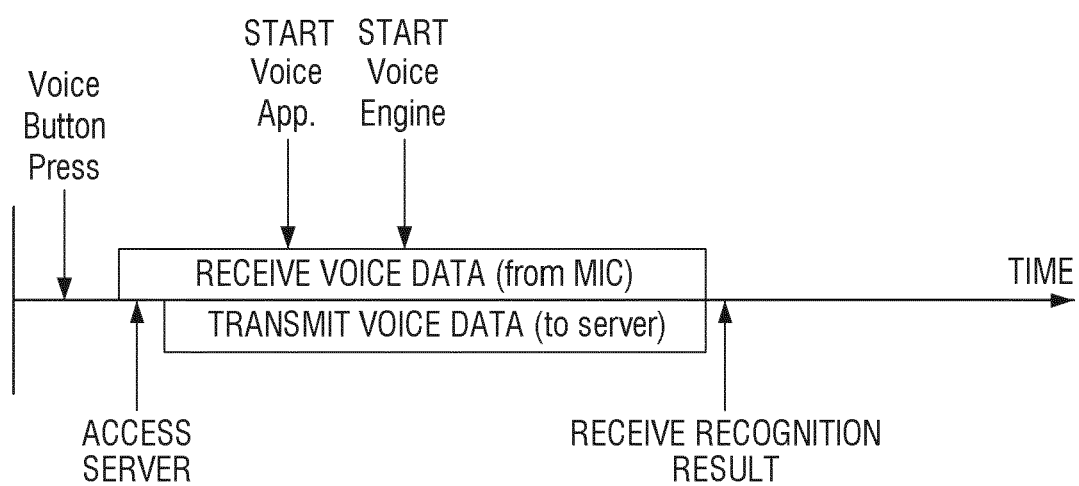 START
Voice
App.
START
Voice
Engine
Voice
Button
Press
RECEIVE VOICE DATA (from MIC)
TIME
TRANSMIT VOICE DATA (to server)
ACCESS
SERVER
RECEIVE RECOGNITION
RESULT